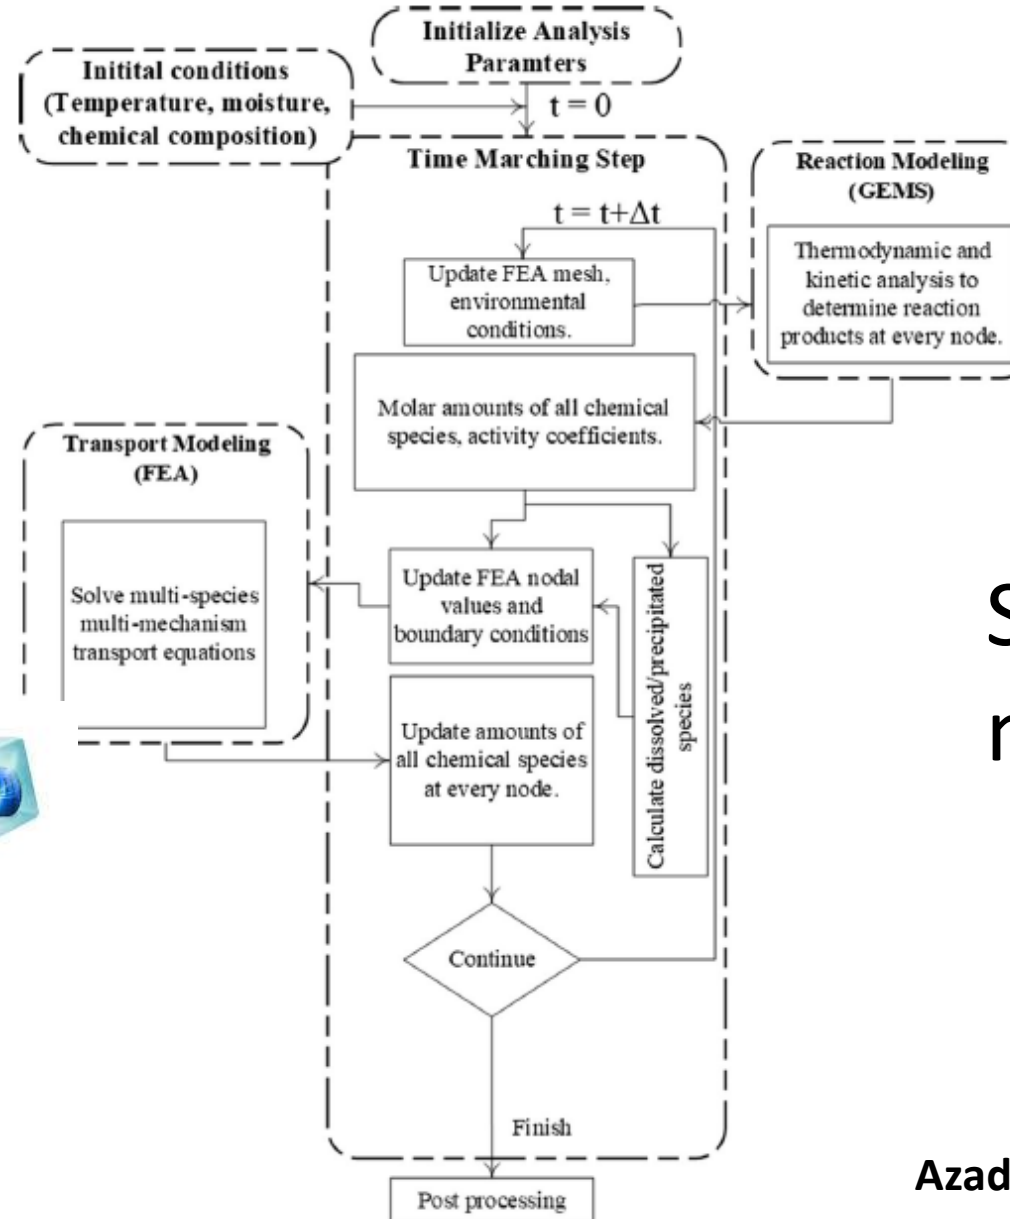 Initialize Analysis
Paramters
Initital conditions
(Temperature, moisture,
chemical composition)
t = 0
Time Marching Step
Reaction Modeling
(GEMS)
t = t+Δt
Update FEA mesh,
environmental
conditions.
Thermodynamic and
kinetic analysis to
determine reaction
products at every node.
Molar amounts of all chemical
species, activity coefficients.
Transport Modeling
(FEA)
Solve multi-species
multi-mechanism
transport equations
Update FEA nodal
values and
boundary conditions
Calculate dissolved/precipitated
species
Update amounts of
all chemical species
at every node.
Continue
Finish
Post processing
Azad